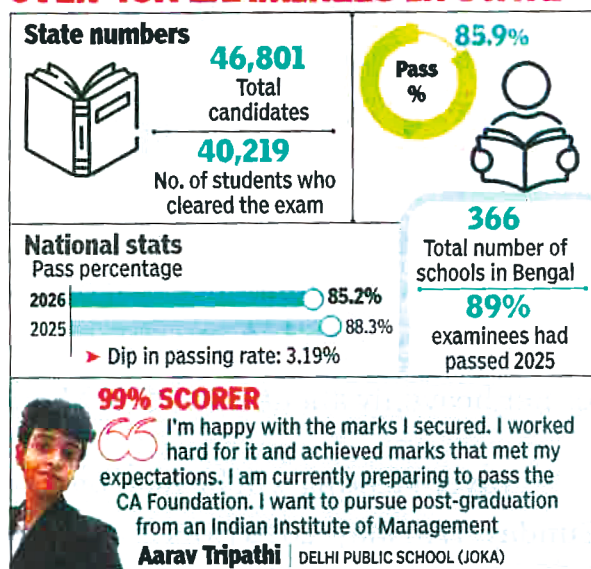 State numbers
46,801
Total
candidates
40,219
No. of students who
cleared the exam
85.9%
Pass
%
366
Total number of
schools in Bengal
89%
examinees had
passed 2025
National stats
Pass percentage
2026 85.2%
2025 88.3%
Dip in passing rate: 3.19%
99% SCORER
I'm happy with the marks I secured. I worked
hard for it and achieved marks that met my
expectations. I am currently preparing to pass the
CA Foundation. I want to pursue post-graduation
from an Indian Institute of Management
Aarav Tripathi | DELHI PUBLIC SCHOOL (JOKA)